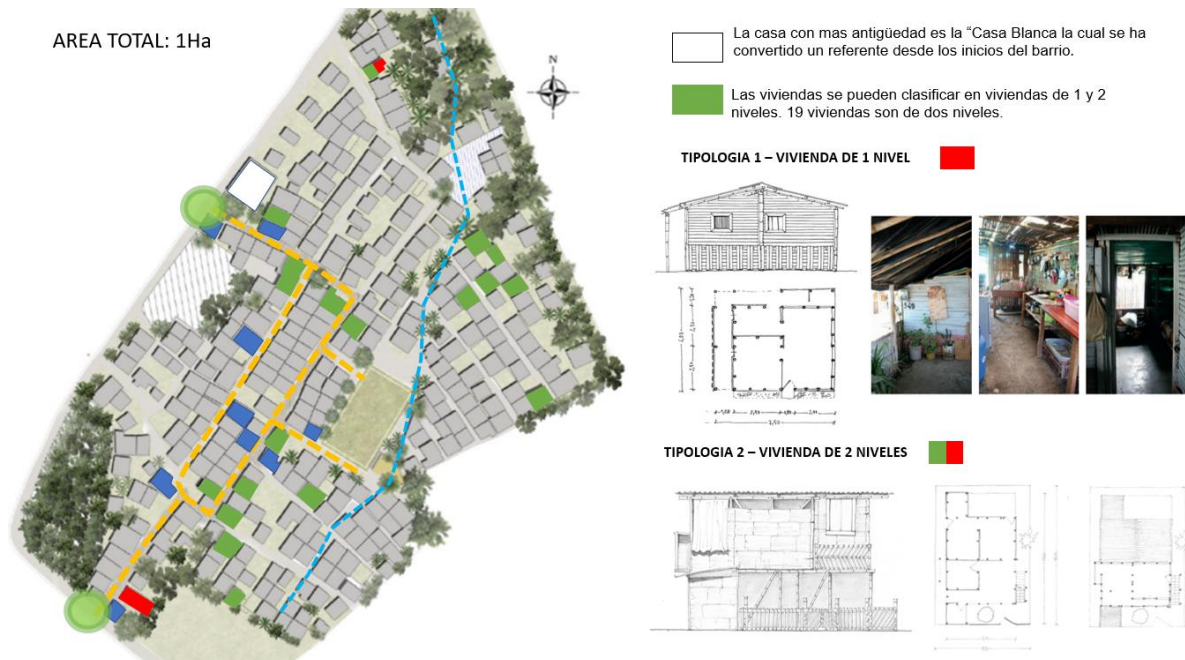 AREA TOTAL: 1Ha
N
La casa con mas antigüedad es la “Casa Blanca la cual se ha
convertido un referente desde los inicios del barrio.
Las viviendas se pueden clasificar en viviendas de 1 y 2
niveles. 19 viviendas son de dos niveles.
TIPOLOGIA 1 – VIVIENDA DE 1 NIVEL
TIPOLOGIA 2 – VIVIENDA DE 2 NIVELES